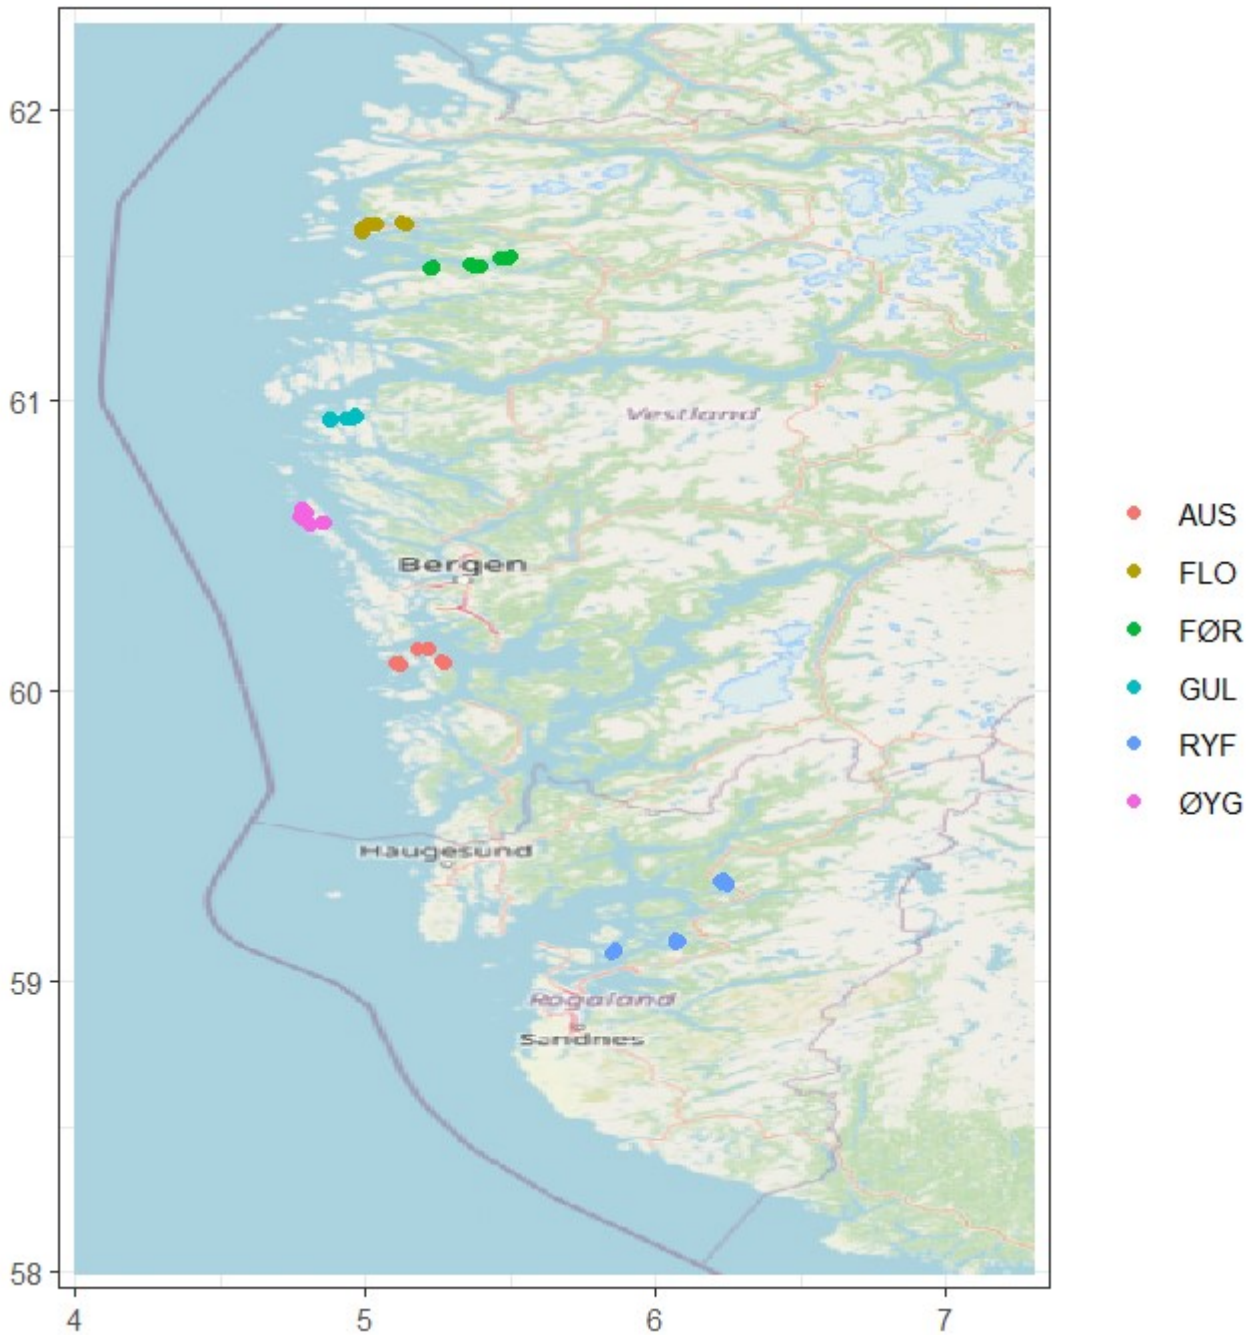 62
61
Vestland
Bergen
60
Haugesund
59
Rogaland
Sandnes
58
4
5
6
7
AUS
FLO
FØR
GUL
RYF
ØYG